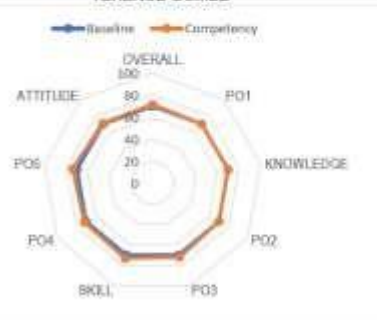 Baseline Competency
OVERALL
100
ATTITUDE 80 PO1
60
40
PO5 20 KNOWLEDGE
0
PO4 PO2
SKILL PO3